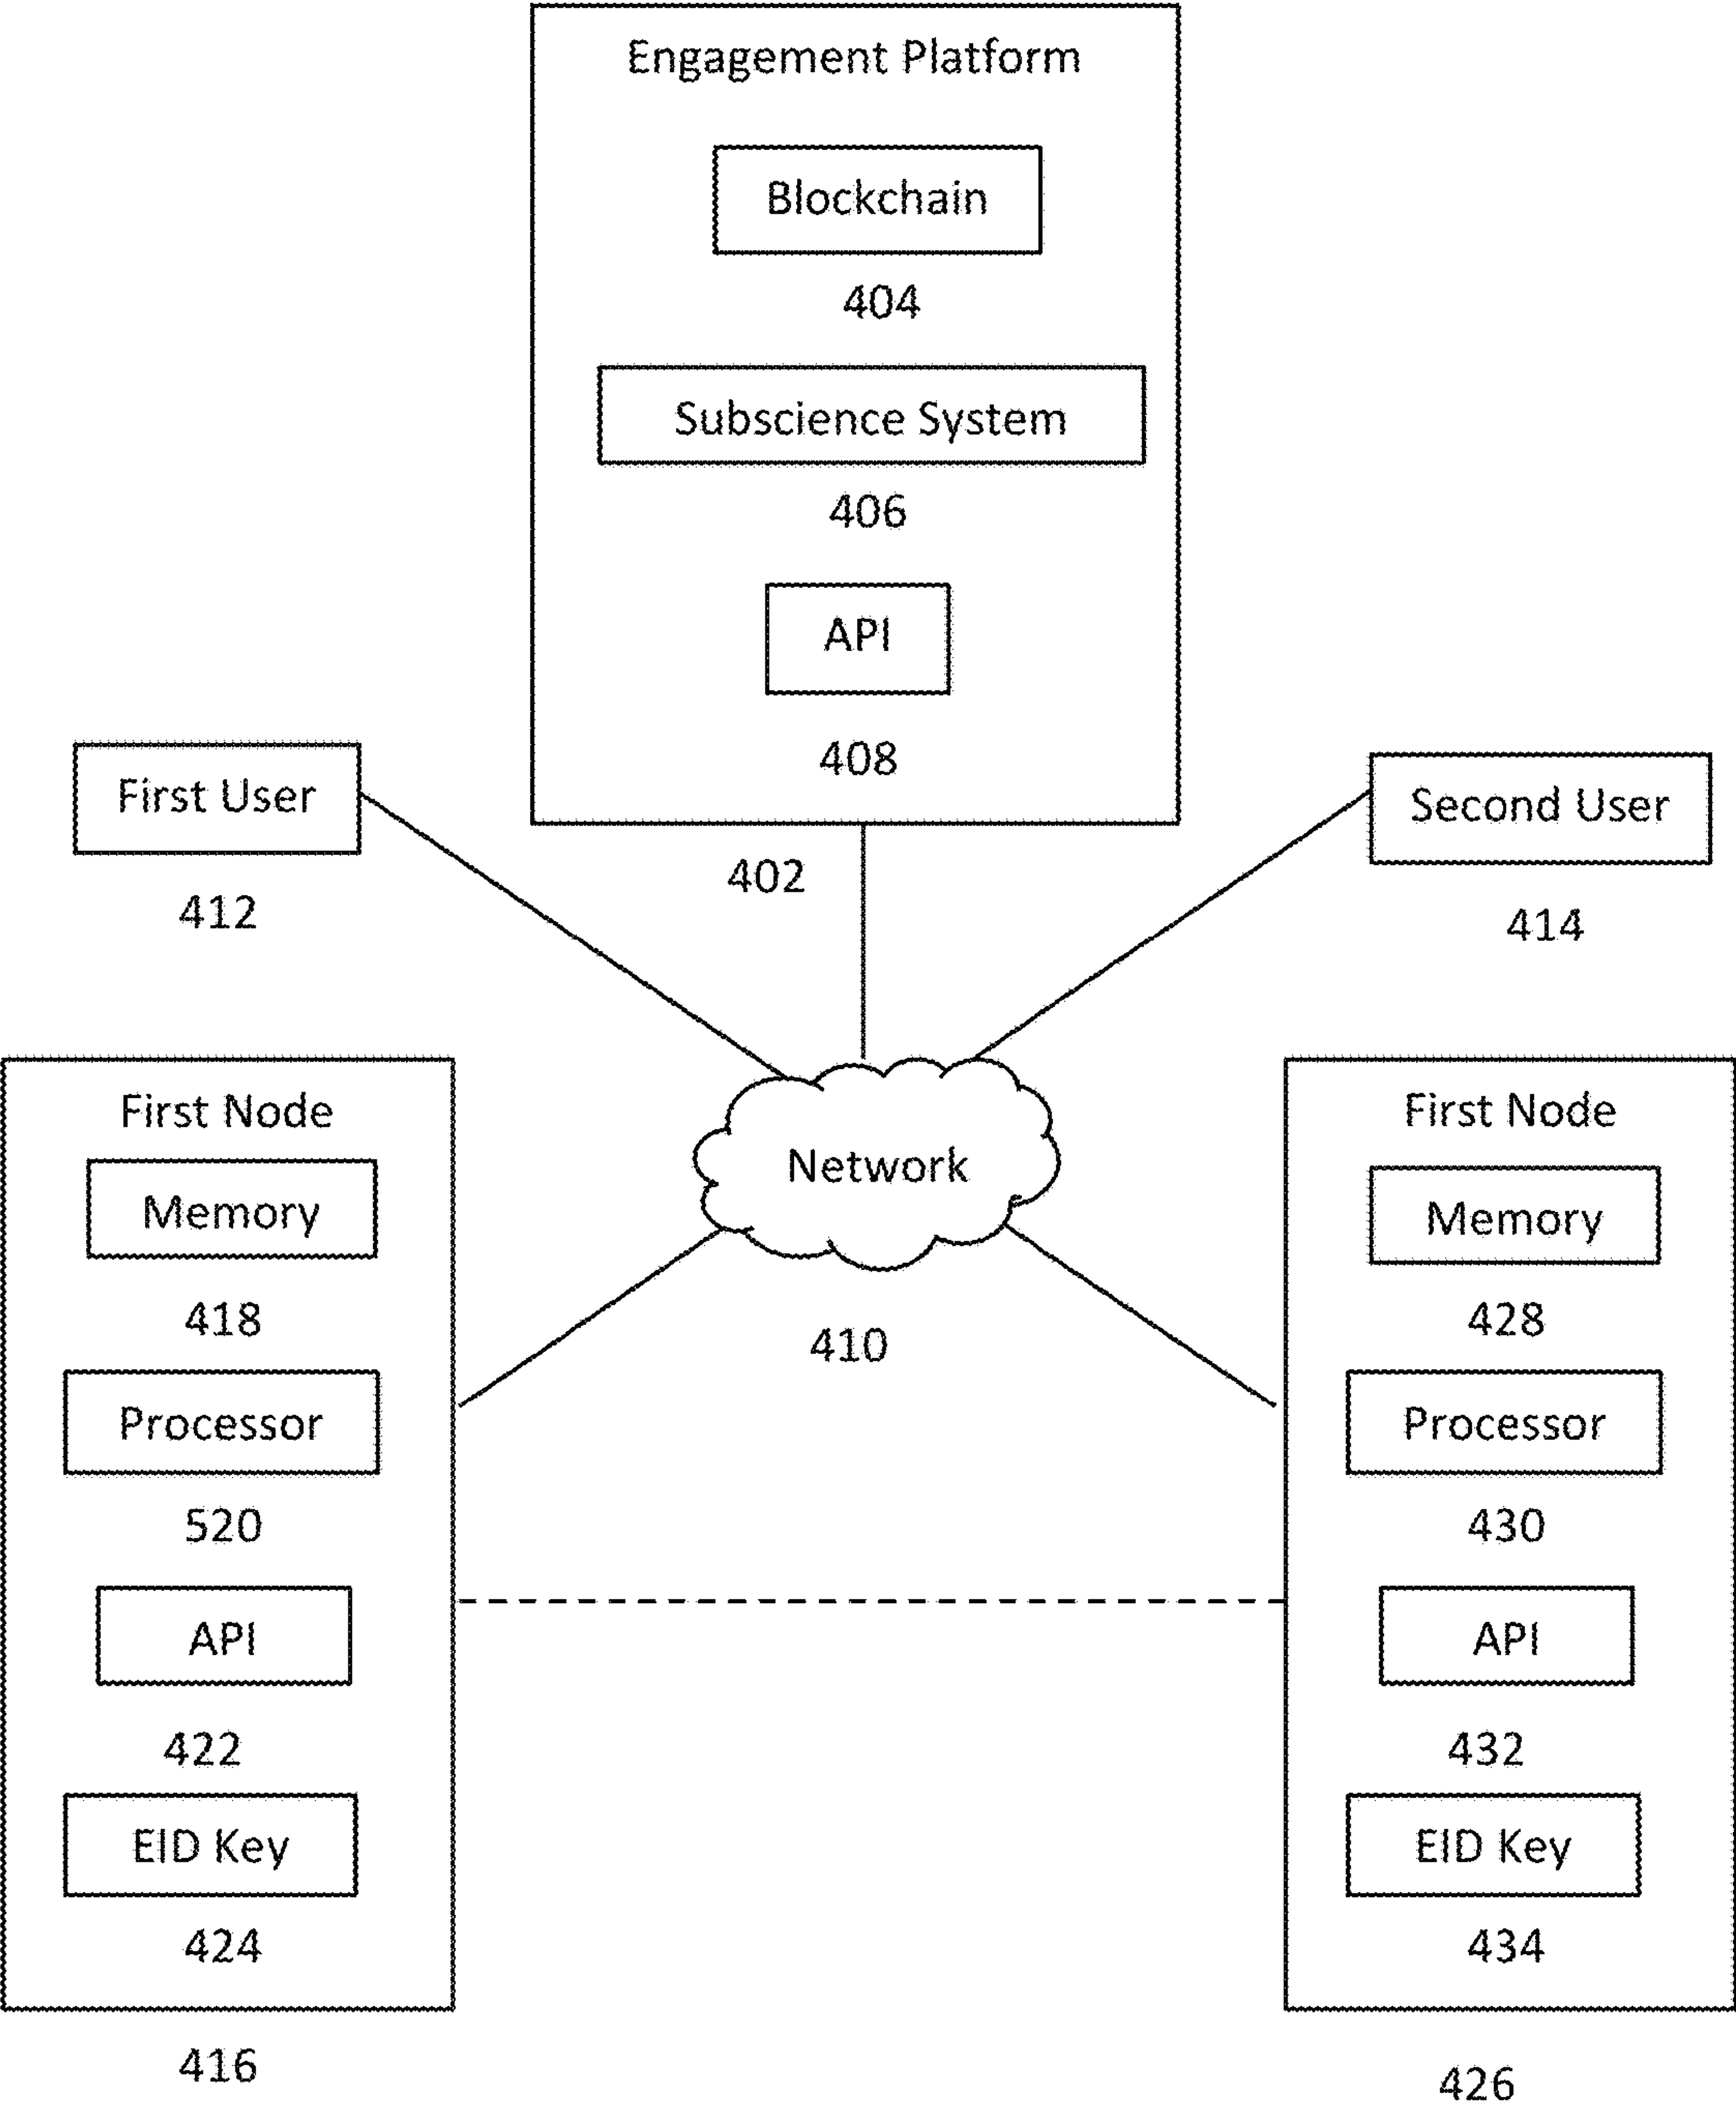 Engagement Platform
Blockchain
404
Subscience System
406
API
408
402
First User
412
Second User
414
Network
410
First Node
Memory
418
Processor
520
API
422
EID Key
424
416
First Node
Memory
428
Processor
430
API
432
EID Key
434
426